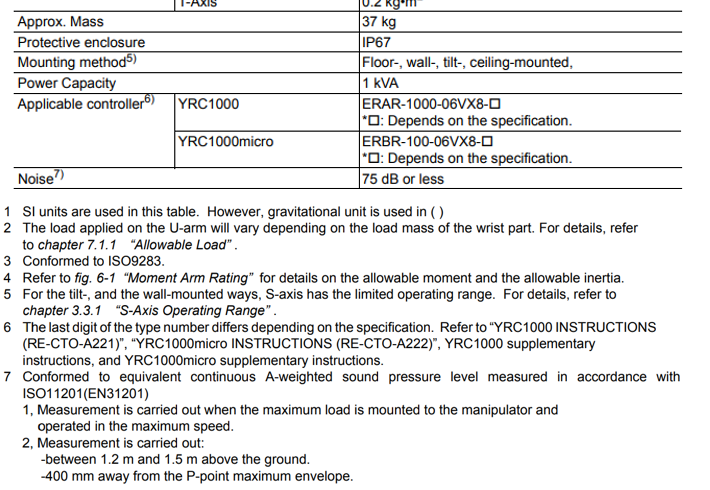 T-Axis 0.2 kg•m²
Approx. Mass 37 kg
Protective enclosure IP67
Mounting method5) Floor-, wall-, tilt-, ceiling-mounted,
Power Capacity 1 kVA
Applicable controller6) YRC1000 ERAR-1000-06VX8-□
*□: Depends on the specification.
YRC1000micro ERBR-100-06VX8-□
*□: Depends on the specification.
Noise7) 75 dB or less
1 SI units are used in this table. However, gravitational unit is used in ( )
2 The load applied on the U-arm will vary depending on the load mass of the wrist part. For details, refer
to chapter 7.1.1 “Allowable Load” .
3 Conformed to ISO9283.
4 Refer to fig. 6-1 “Moment Arm Rating” for details on the allowable moment and the allowable inertia.
5 For the tilt-, and the wall-mounted ways, S-axis has the limited operating range. For details, refer to
chapter 3.3.1 “S-Axis Operating Range” .
6 The last digit of the type number differs depending on the specification. Refer to “YRC1000 INSTRUCTIONS
(RE-CTO-A221)”, “YRC1000micro INSTRUCTIONS (RE-CTO-A222)”, YRC1000 supplementary
instructions, and YRC1000micro supplementary instructions.
7 Conformed to equivalent continuous A-weighted sound pressure level measured in accordance with
ISO11201(EN31201)
1, Measurement is carried out when the maximum load is mounted to the manipulator and
operated in the maximum speed.
2, Measurement is carried out:
-between 1.2 m and 1.5 m above the ground.
-400 mm away from the P-point maximum envelope.